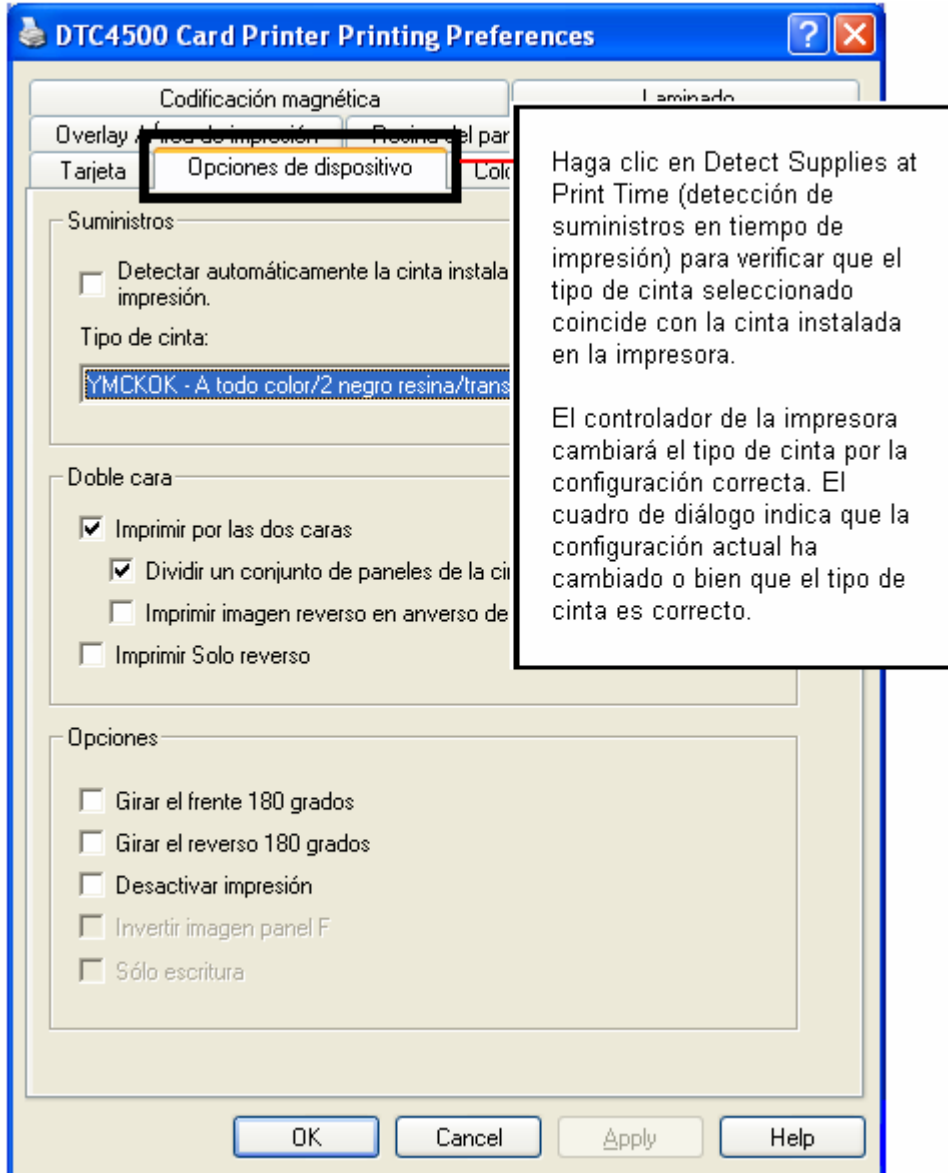 DTC4500 Card Printer Printing Preferences
Codificación magnética
Laminado
Overlay / Área de impresión
Resina del par
Tarjeta
Opciones de dispositivo
Colo
Suministros
Detectar automáticamente la cinta instala
impresión.
Tipo de cinta:
YMCKOK - A todo color/2 negro resina/trans
Doble cara
Imprimir por las dos caras
Dividir un conjunto de paneles de la ci
Imprimir imagen reverso en anverso de
Imprimir Solo reverso
Opciones
Girar el frente 180 grados
Girar el reverso 180 grados
Desactivar impresión
Invertir imagen panel F
Sólo escritura
OK
Cancel
Apply
Help
Haga clic en Detect Supplies at
Print Time (detección de
suministros en tiempo de
impresión) para verificar que el
tipo de cinta seleccionado
coincide con la cinta instalada
en la impresora.
El controlador de la impresora
cambiará el tipo de cinta por la
configuración correcta. El
cuadro de diálogo indica que la
configuración actual ha
cambiado o bien que el tipo de
cinta es correcto.